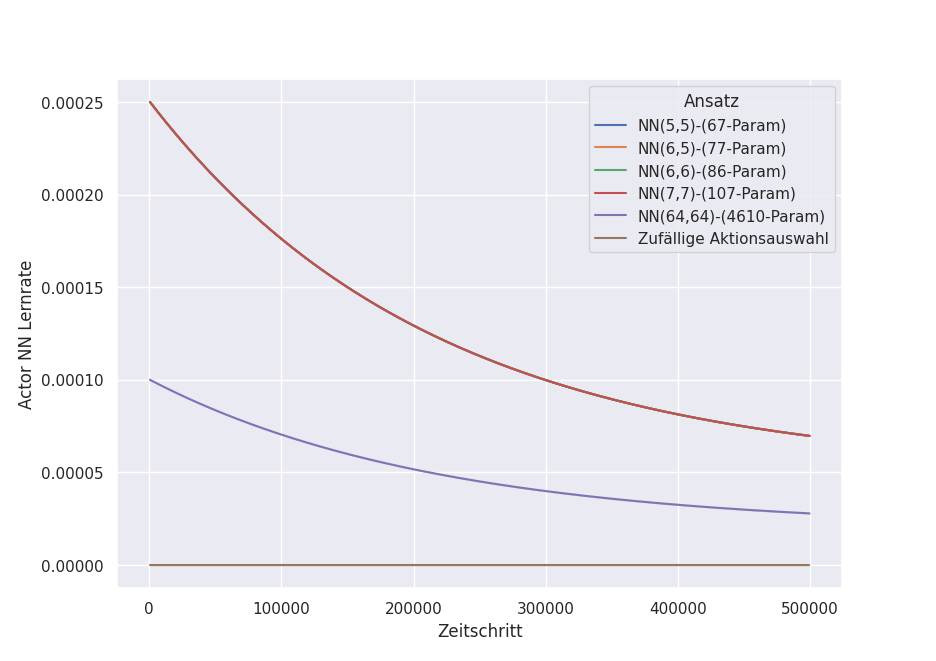 Ansatz
NN(5,5)-(67-Param)
NN(6,5)-(77-Param)
NN(6,6)-(86-Param)
NN(7,7)-(107-Param)
NN(64,64)-(4610-Param)
Zufällige Aktionsauswahl
Actor NN Lernrate
0.00025
0.00020
0.00015
0.00010
0.00005
0.00000
0 100000 200000 300000 400000 500000
Zeitschritt